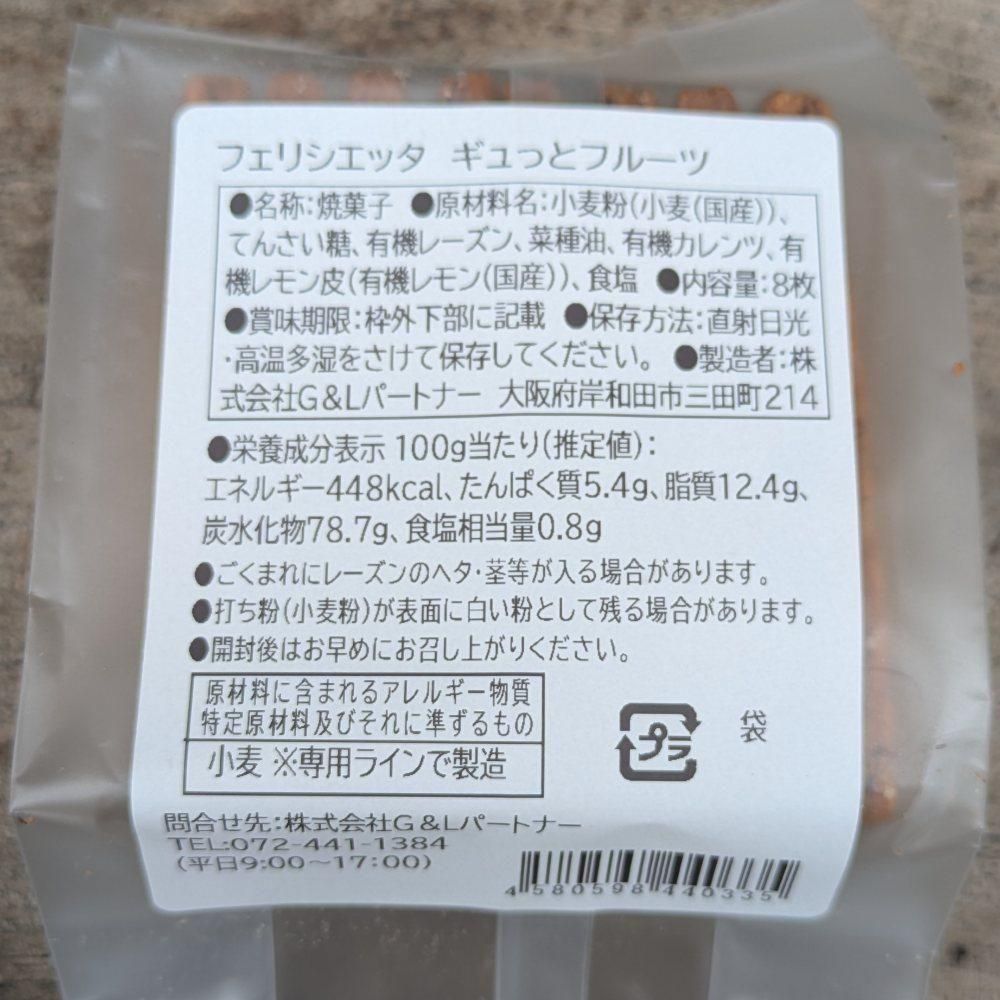 フェリシエッタ ギュっとフルーツ
●名称:焼菓子 ●原材料名:小麦粉(小麦(国産))、
てんさい糖、有機レーズン、菜種油、有機カレンツ、有
機レモン皮(有機レモン(国産))、食塩 ●内容量:8枚
●賞味期限:枠外下部に記載 ●保存方法:直射日光
・高温多湿をさけて保存してください。 ●製造者:株
式会社G&Lパートナー 大阪府岸和田市三田町214
●栄養成分表示 100g当たり(推定値):
エネルギー448kcal、たんぱく質5.4g、脂質12.4g、
炭水化物78.7g、食塩相当量0.8g
●ごくまれにレーズンのヘタ・茎等が入る場合があります。
●打ち粉(小麦粉)が表面に白い粉として残る場合があります。
●開封後はお早めにお召し上がりください。
原材料に含まれるアレルギー物質
特定原材料及びそれに準ずるもの
小麦 ※専用ラインで製造
プラ
袋
問合せ先:株式会社G&Lパートナー
TEL:072-441-1384
(平日9:00~17:00)
4580598440335